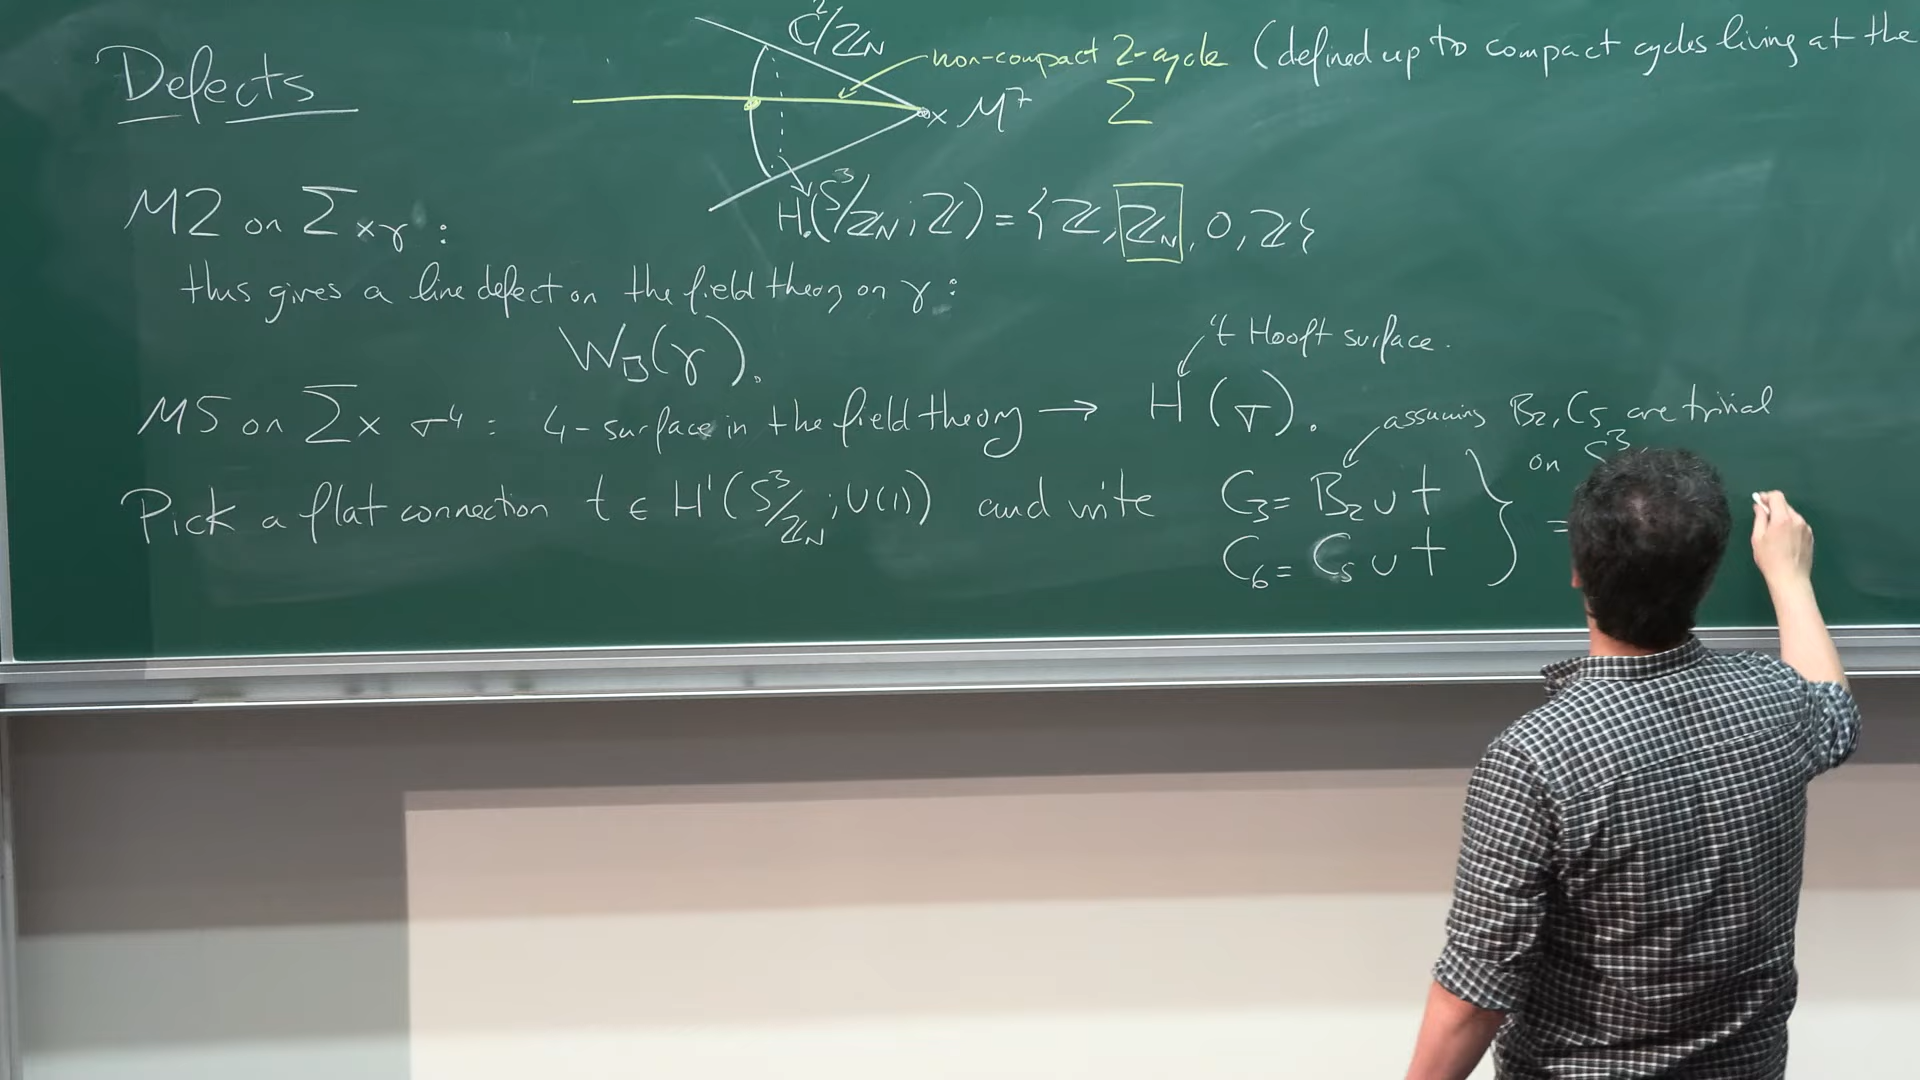 Defects
ℂ²/ℤ_N
non-compact 2-cycle (defined up to compact cycles living at the
Σ
× M⁷
M2 on Σ×γ :
H.(S³/ℤ_N; ℤ) = {ℤ, ℤ_N, 0, ℤ}
this gives a line defect on the field theory on γ :
W_□(γ).
't Hooft surface.
M5 on Σ × σ⁴ = 4-surface in the field theory → H(σ).
assuming B₂, C₅ are trivial
on S³
Pick a flat connection t ∈ H¹(S³/ℤ_N; U(1)) and write C₃ = B₂ ∪ t
C₆ = C₅ ∪ t
} =